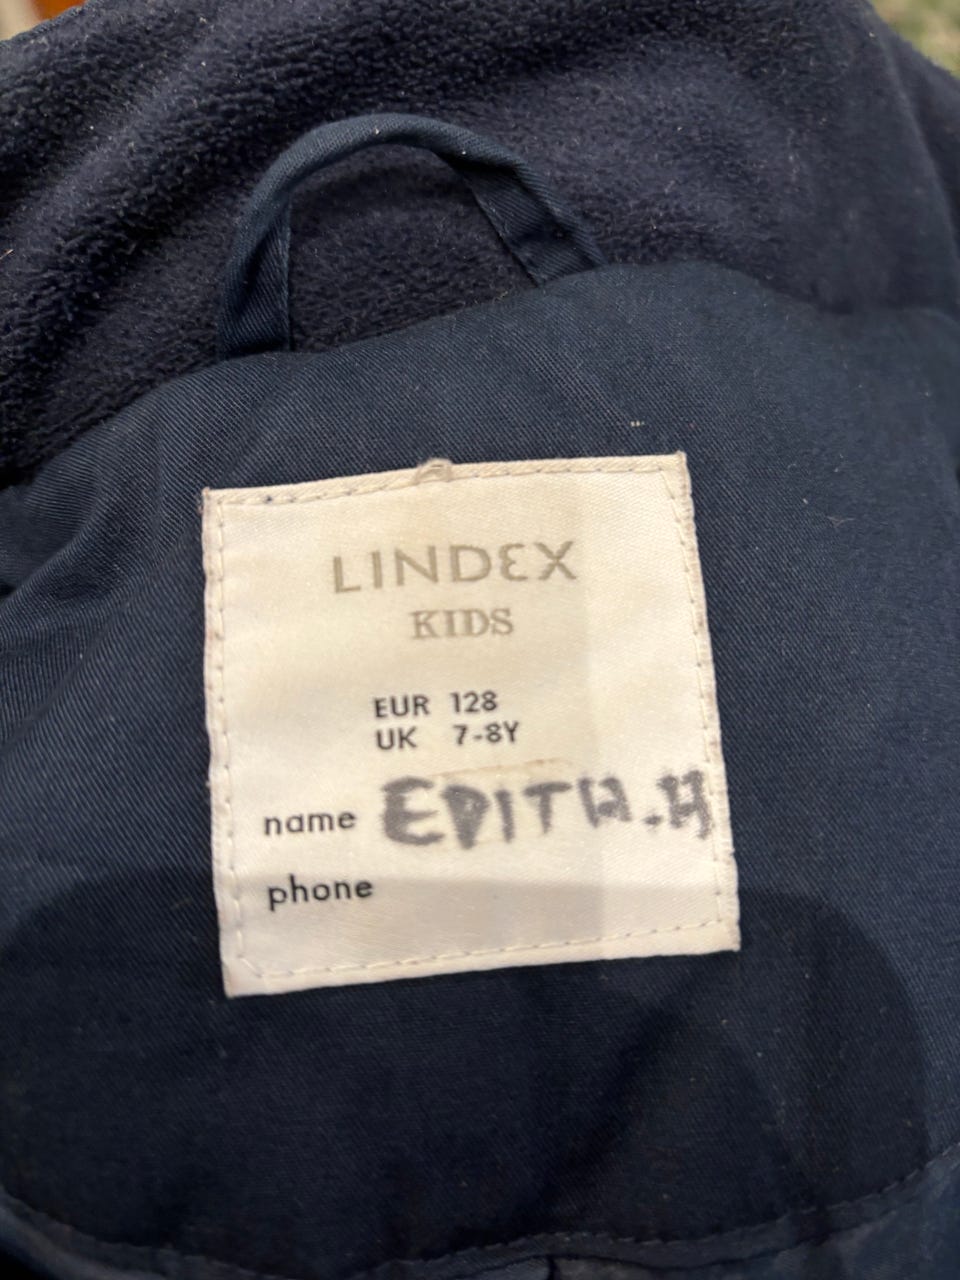 LINDEX
KIDS
EUR 128
UK 7-8Y
name EDITH.H
phone